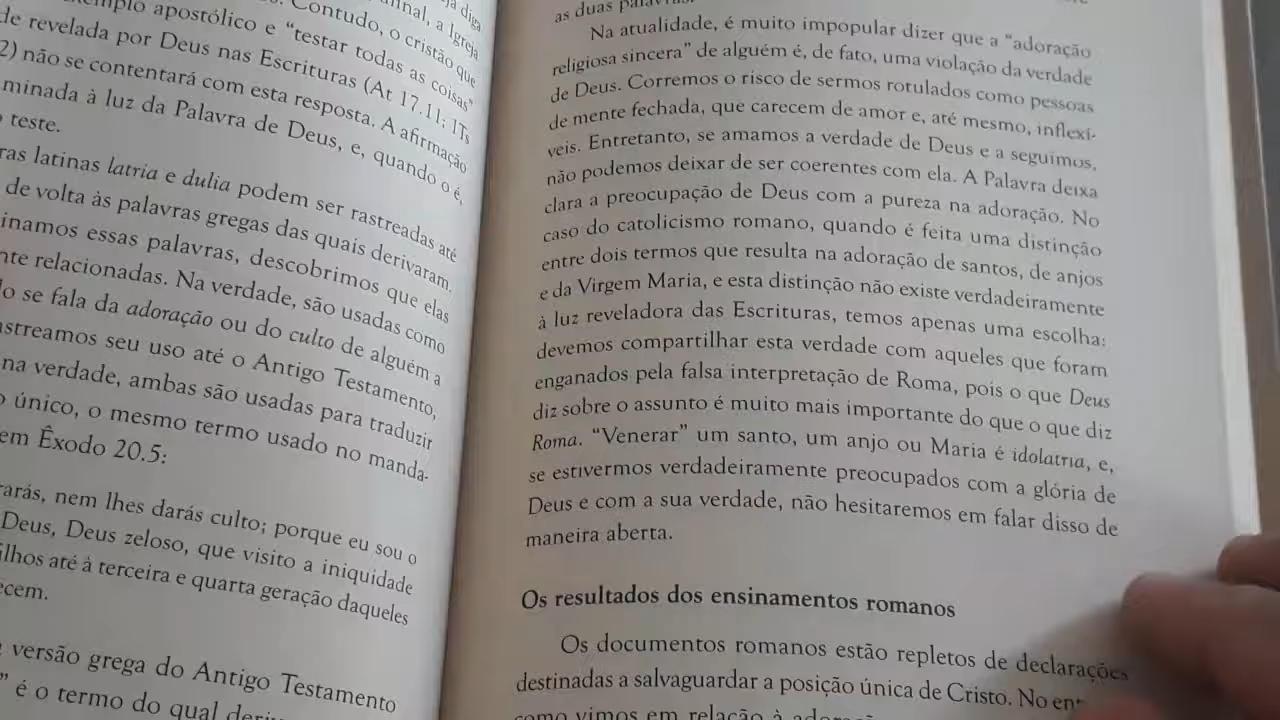 diga
final, a Igreja
Contudo, o cristão que
apostólico e “testar todas as coisas”
de revelada por Deus nas Escrituras (At 17.11; 1Ts
2) não se contentará com esta resposta. A afirmação
minada à luz da Palavra de Deus, e, quando o é,
teste.
ras latinas latria e dulia podem ser rastreadas até
de volta às palavras gregas das quais derivaram.
inamos essas palavras, descobrimos que elas
nte relacionadas. Na verdade, são usadas como
do se fala da adoração ou do culto de alguém a
astreamos seu uso até o Antigo Testamento,
na verdade, ambas são usadas para traduzir
o único, o mesmo termo usado no manda-
em Êxodo 20.5:
rarás, nem lhes darás culto; porque eu sou o
Deus, Deus zeloso, que visito a iniquidade
ilhos até à terceira e quarta geração daqueles
ecem.
versão grega do Antigo Testamento
” é o termo do qual
as duas palavras.
Na atualidade, é muito impopular dizer que a “adoração
religiosa sincera” de alguém é, de fato, uma violação da verdade
de Deus. Corremos o risco de sermos rotulados como pessoas
de mente fechada, que carecem de amor e, até mesmo, inflexí-
veis. Entretanto, se amamos a verdade de Deus e a seguimos,
não podemos deixar de ser coerentes com ela. A Palavra deixa
clara a preocupação de Deus com a pureza na adoração. No
caso do catolicismo romano, quando é feita uma distinção
entre dois termos que resulta na adoração de santos, de anjos
e da Virgem Maria, e esta distinção não existe verdadeiramente
à luz reveladora das Escrituras, temos apenas uma escolha:
devemos compartilhar esta verdade com aqueles que foram
enganados pela falsa interpretação de Roma, pois o que Deus
diz sobre o assunto é muito mais importante do que o que diz
Roma. “Venerar” um santo, um anjo ou Maria é idolatria, e,
se estivermos verdadeiramente preocupados com a glória de
Deus e com a sua verdade, não hesitaremos em falar disso de
maneira aberta.
Os resultados dos ensinamentos romanos
Os documentos romanos estão repletos de declarações
destinadas a salvaguardar a posição única de Cristo. No
como vimos em relação à